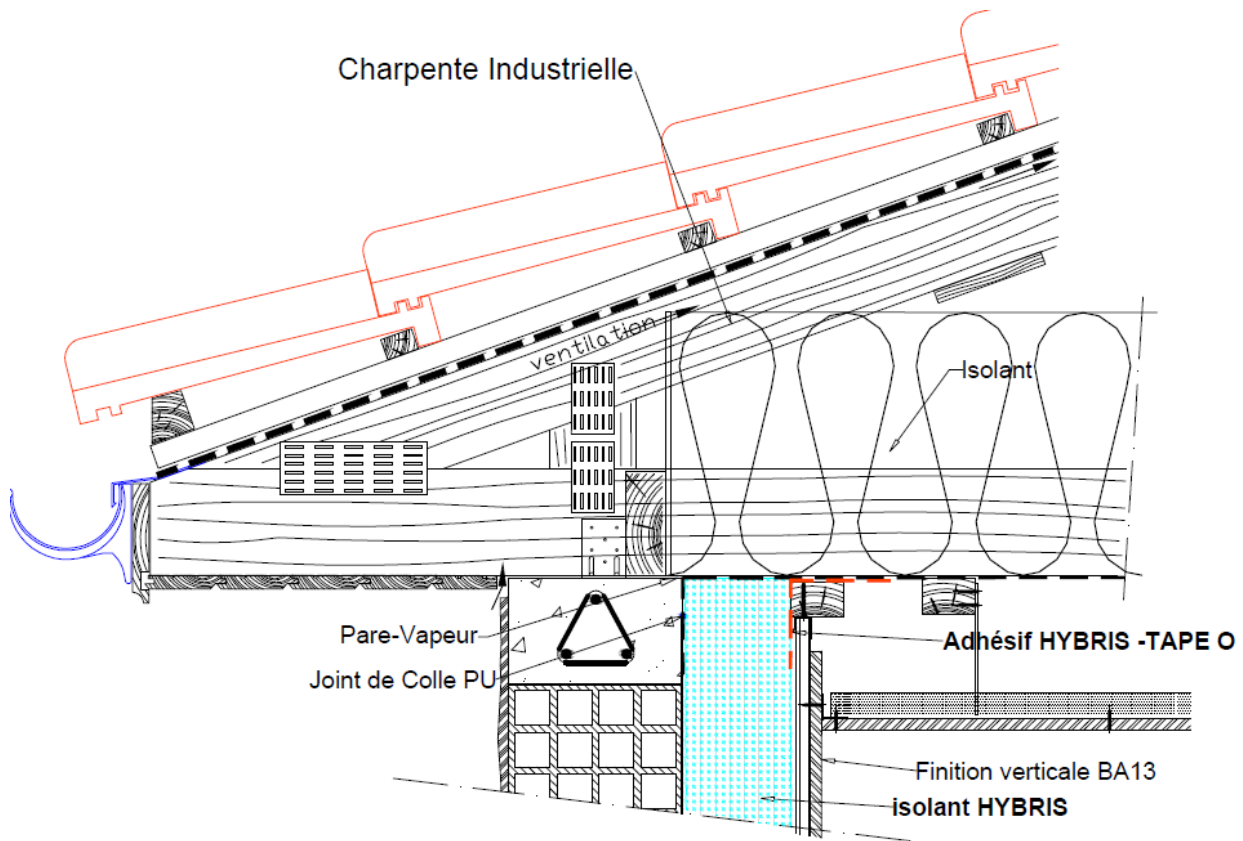 Charpente Industrielle
ventilation
Isolant
Pare-Vapeur
Joint de Colle PU
Adhésif HYBRIS -TAPE O
Finition verticale BA13
isolant HYBRIS